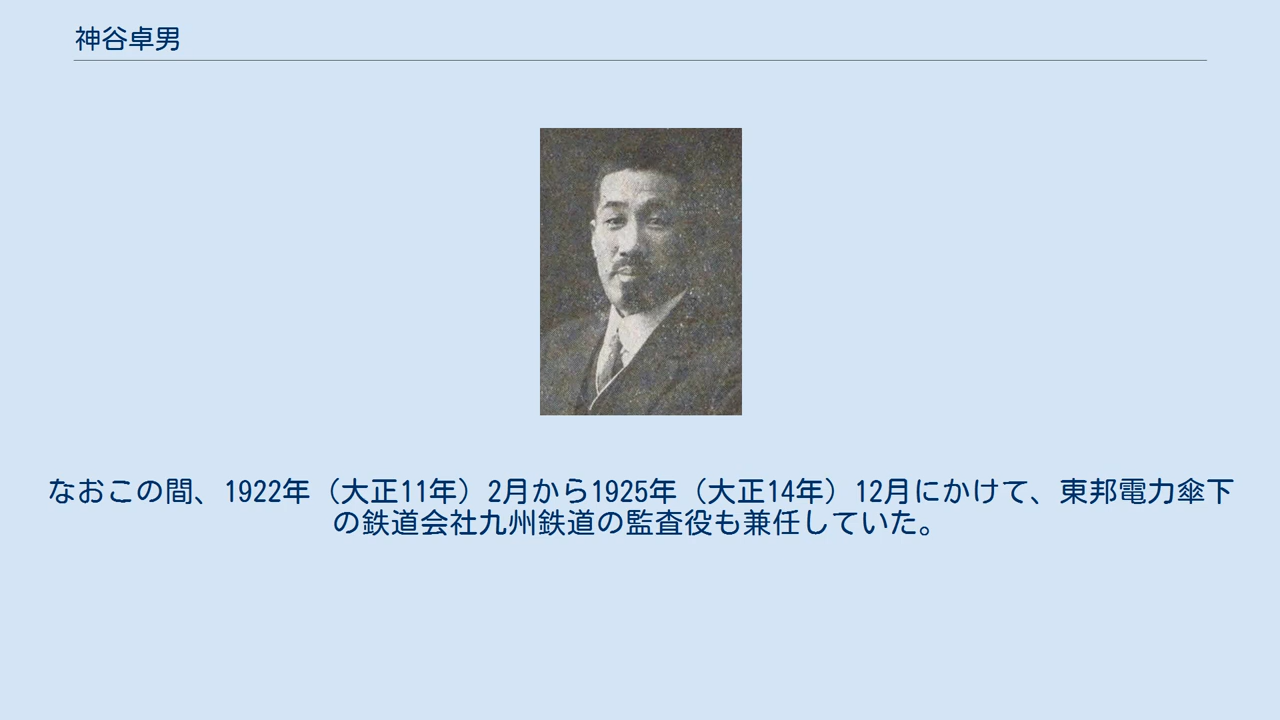 神谷卓男
なおこの間、1922年（大正11年）2月から1925年（大正14年）12月にかけて、東邦電力傘下
の鉄道会社九州鉄道の監査役も兼任していた。